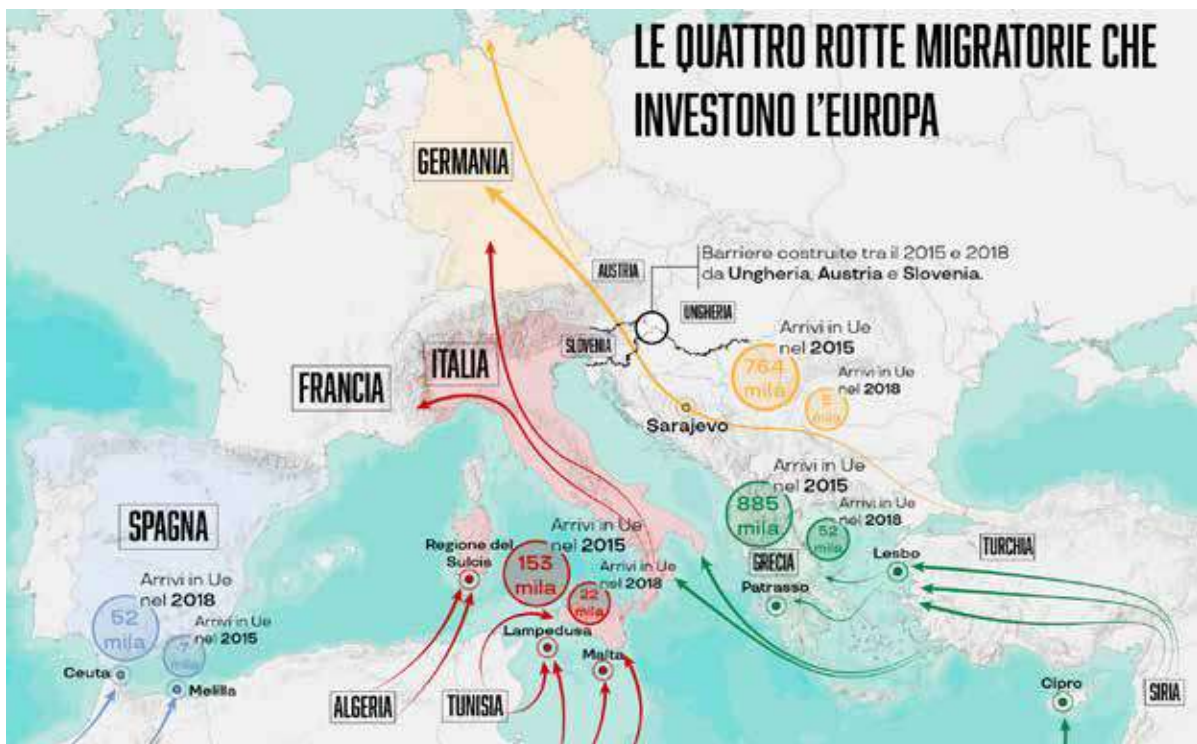 LE QUATTRO ROTTE MIGRATORIE CHE
INVESTONO L'EUROPA
GERMANIA
Barriere costruite tra il 2015 e 2018
da Ungheria, Austria e Slovenia.
AUSTRIA
UNGHERIA
SLOVENIA
Arrivi in Ue
nel 2015
764
mila
Arrivi in Ue
nel 2018
mila
ITALIA
FRANCIA
Sarajevo
Arrivi in Ue
nel 2015
885
mila
Arrivi in Ue
nel 2018
52
mila
SPAGNA
Arrivi in Ue
nel 2018
52
mila
Arrivi in Ue
nel 2015
7
mila
Ceuta
Melilla
Regione del
Sulcis
Arrivi in Ue
nel 2015
153
mila
Arrivi in Ue
nel 2018
22
mila
Lampedusa
Malta
ALGERIA
TUNISIA
GRECIA
Lesbo
Patrasso
TURCHIA
Cipro
SIRIA